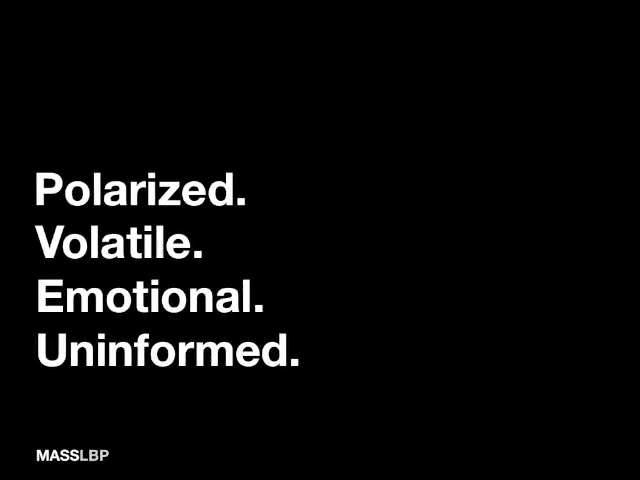 Polarized.
Volatile.
Emotional.
Uninformed.
MASSLBP